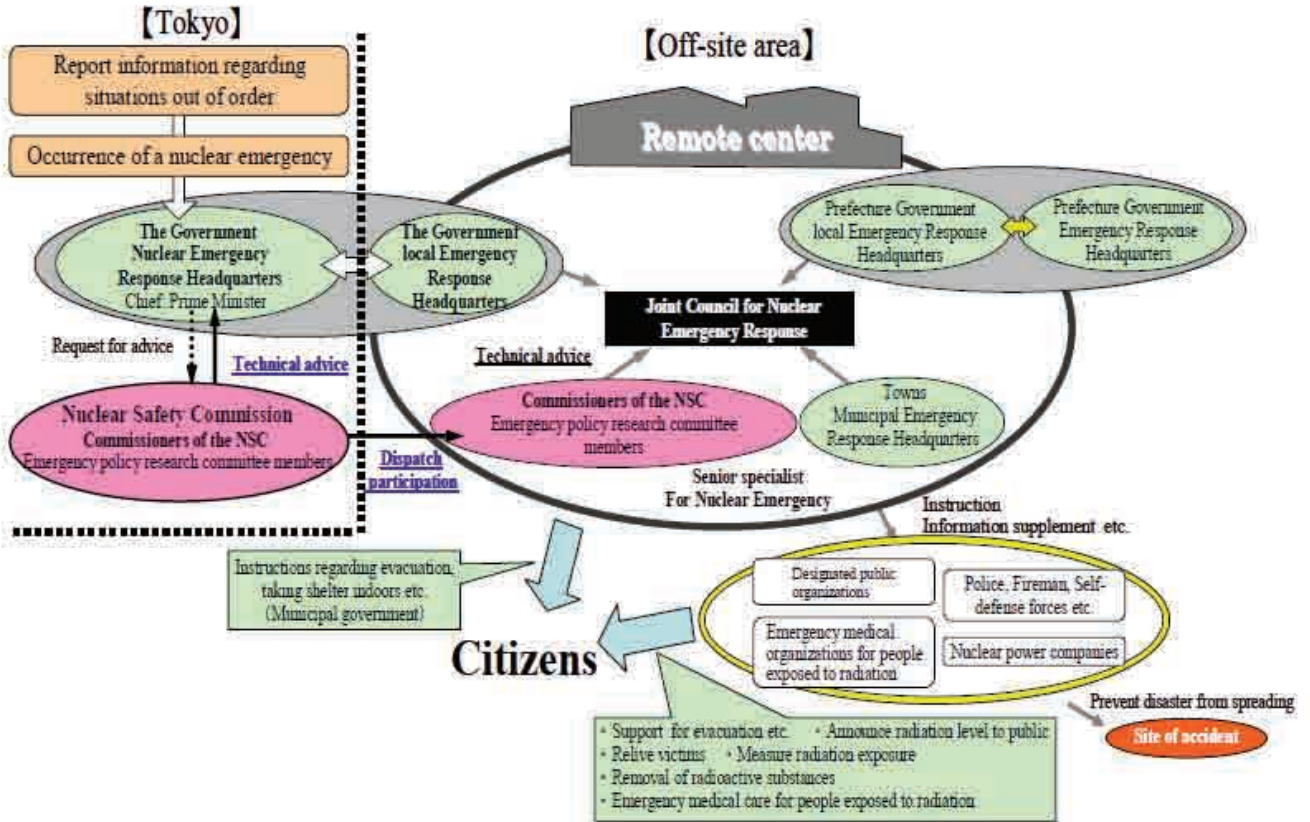 【Tokyo】
Report information regarding
situations out of order
Occurrence of a nuclear emergency
The Government
Nuclear Emergency
Response Headquarters
Chief: Prime Minister
The Government
local Emergency
Response
Headquarters
Request for advice
Technical advice
Nuclear Safety Commission
Commissioners of the NSC
Emergency policy research committee members
Dispatch
participation
【Off-site area】
Remote center
Prefecture Government
local Emergency Response
Headquarters
Prefecture Government
Emergency Response
Headquarters
Joint Council for Nuclear
Emergency Response
Technical advice
Commissioners of the NSC
Emergency policy research committee
members
Towns
Municipal Emergency
Response Headquarters
Senior specialist
For Nuclear Emergency
Instruction
Information supplement etc.
Instructions regarding evacuation,
taking shelter indoors etc.
(Municipal government)
Designated public
organizations
Police, Fireman, Self-
defense forces etc.
Emergency medical
organizations for people
exposed to radiation
Nuclear power companies
Citizens
Prevent disaster from spreading
Site of accident
・Support for evacuation etc. ・Announce radiation level to public
・Relive victims ・Measure radiation exposure
・Removal of radioactive substances
・Emergency medical care for people exposed to radiation